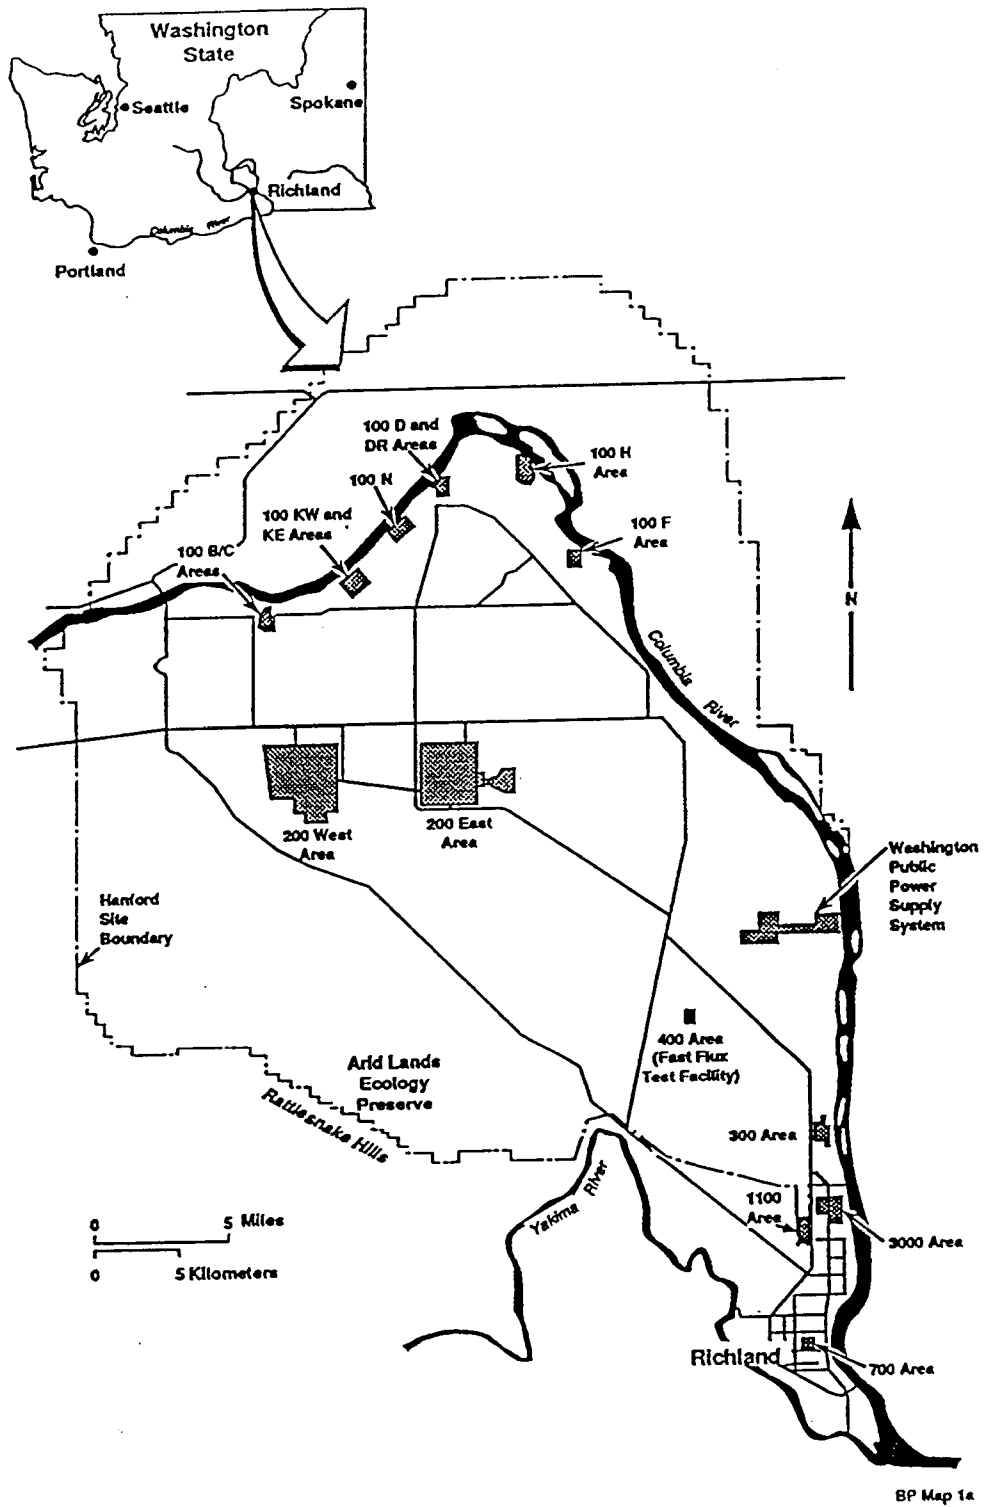 Washington
State
Seattle
Spokane
Richland
Columbia River
Portland
100 D and
DR Areas
100 H
Area
100 N
100 KW and
KE Areas
100 F
Area
100 B/C
Areas
N
Columbia River
200 West
Area
200 East
Area
Washington
Public
Power
Supply
System
Hanford
Site
Boundary
400 Area
(Fast Flux
Test Facility)
Arid Lands
Ecology
Preserve
Rattlesnake Hills
300 Area
Yakima River
1100
Area
3000 Area
0 5 Miles
0 5 Kilometers
Richland
700 Area
BP Map 1a